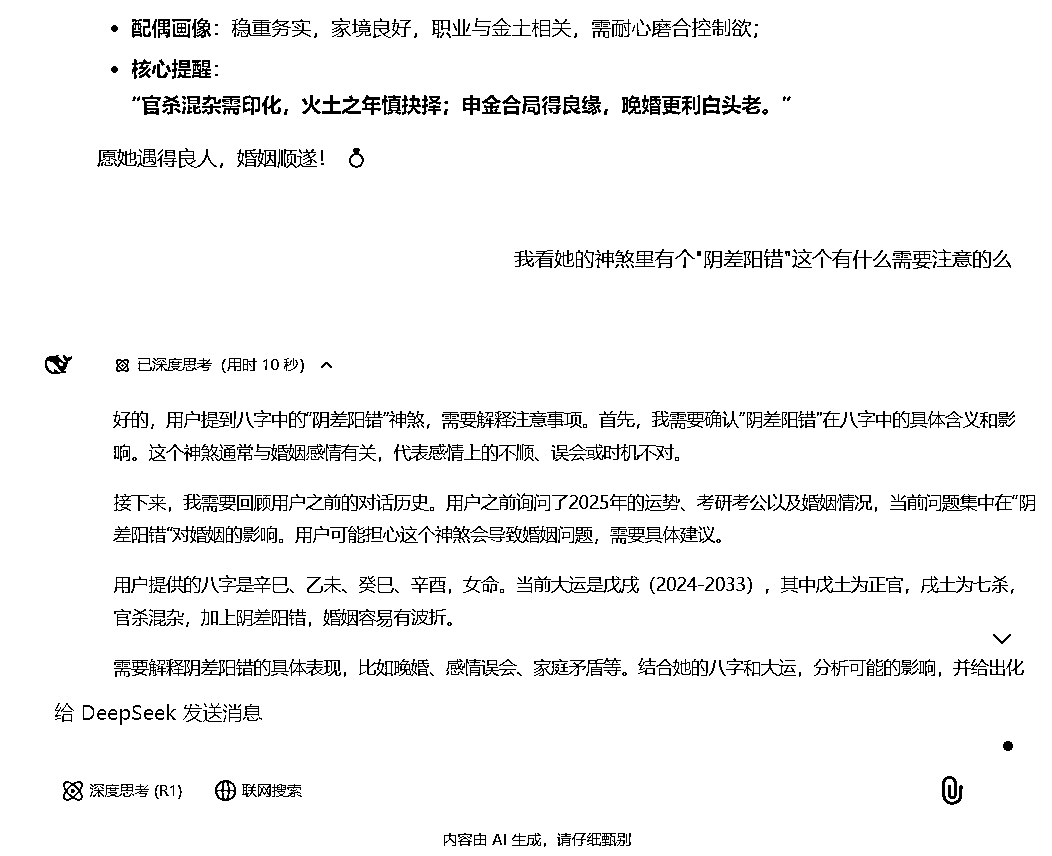 • 配偶画像：稳重务实，家境良好，职业与金土相关，需耐心磨合控制欲；
• 核心提醒：
“官杀混杂需印化，火土之年慎抉择；申金合局得良缘，晚婚更利白头老。”
愿她遇得良人，婚姻顺遂！
我看她的神煞里有个"阴差阳错"这个有什么需要注意的么
已深度思考（用时 10 秒）
好的，用户提到八字中的“阴差阳错”神煞，需要解释注意事项。首先，我需要确认“阴差阳错”在八字中的具体含义和影
响。这个神煞通常与婚姻感情有关，代表感情上的不顺、误会或时机不对。
接下来，我需要回顾用户之前的对话历史。用户之前询问了2025年的运势、考研考公以及婚姻情况，当前问题集中在“阴
差阳错”对婚姻的影响。用户可能担心这个神煞会导致婚姻问题，需要具体建议。
用户提供的八字是辛巳、乙未、癸巳、辛酉，女命。当前大运是戊戌（2024-2033），其中戊土为正官，戌土为七杀，
官杀混杂，加上阴差阳错，婚姻容易有波折。
需要解释阴差阳错的具体表现，比如晚婚、感情误会、家庭矛盾等。结合她的八字和大运，分析可能的影响，并给出化
给 DeepSeek 发送消息
深度思考 (R1)
联网搜索
内容由 AI 生成，请仔细甄别